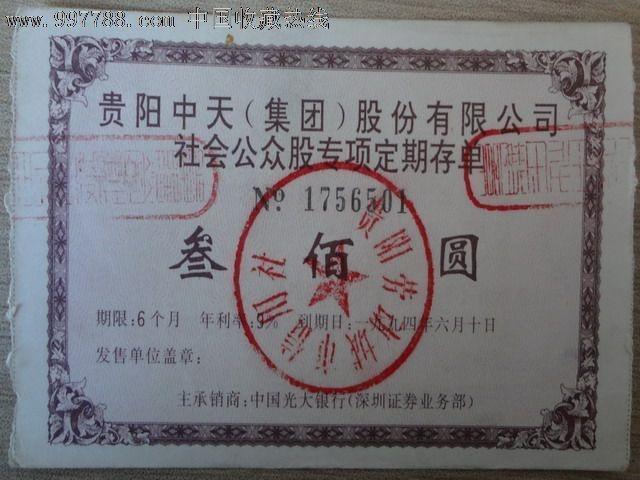 www.997788.com 中国收藏热线
贵阳中天(集团)股份有限公司
社会公众股专项定期存单
№ 1756501
叁佰圆
期限:6个月 年利率:9% 到期日:一九九四年六月十日
发售单位盖章:
主承销商:中国光大银行(深圳证券业务部)